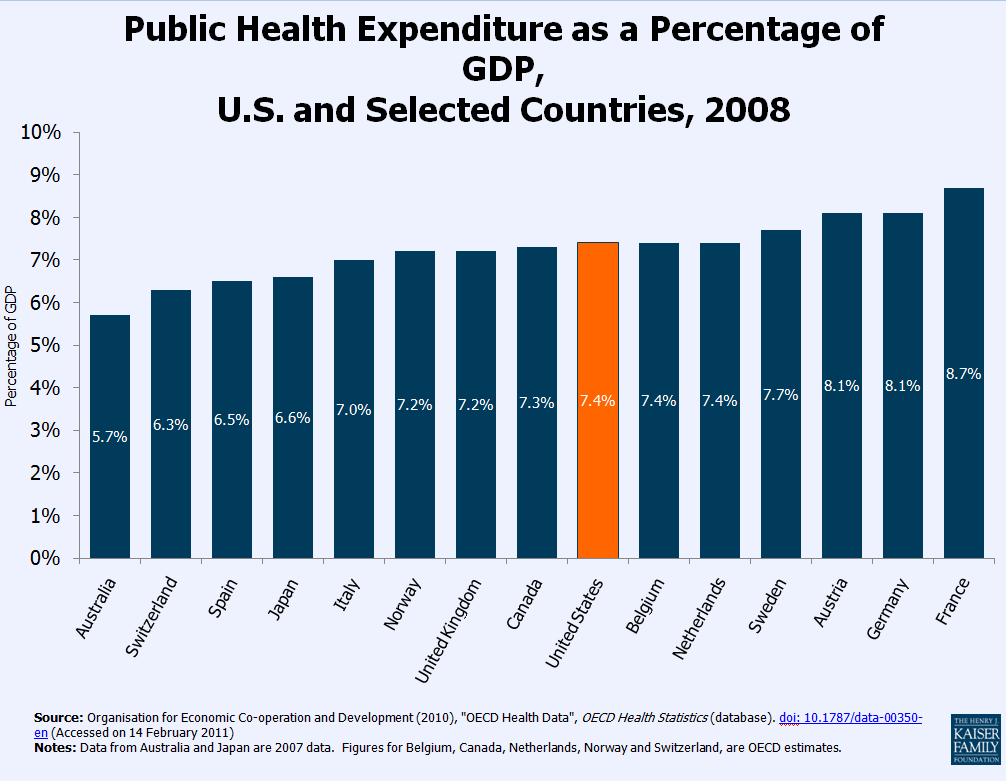 Public Health Expenditure as a Percentage of
GDP,
U.S. and Selected Countries, 2008
10%
9%
8%
7%
6%
5%
4%
3%
2%
1%
0%
Percentage of GDP
5.7%
6.3%
6.5%
6.6%
7.0%
7.2%
7.2%
7.3%
7.4%
7.4%
7.4%
7.7%
8.1%
8.1%
8.7%
Australia
Switzerland
Spain
Japan
Italy
Norway
United Kingdom
Canada
United States
Belgium
Netherlands
Sweden
Austria
Germany
France
Source: Organisation for Economic Co-operation and Development (2010), "OECD Health Data", OECD Health Statistics (database). doi: 10.1787/data-00350-
en (Accessed on 14 February 2011)
Notes: Data from Australia and Japan are 2007 data.  Figures for Belgium, Canada, Netherlands, Norway and Switzerland, are OECD estimates.
THE HENRY J.
KAISER
FAMILY
FOUNDATION